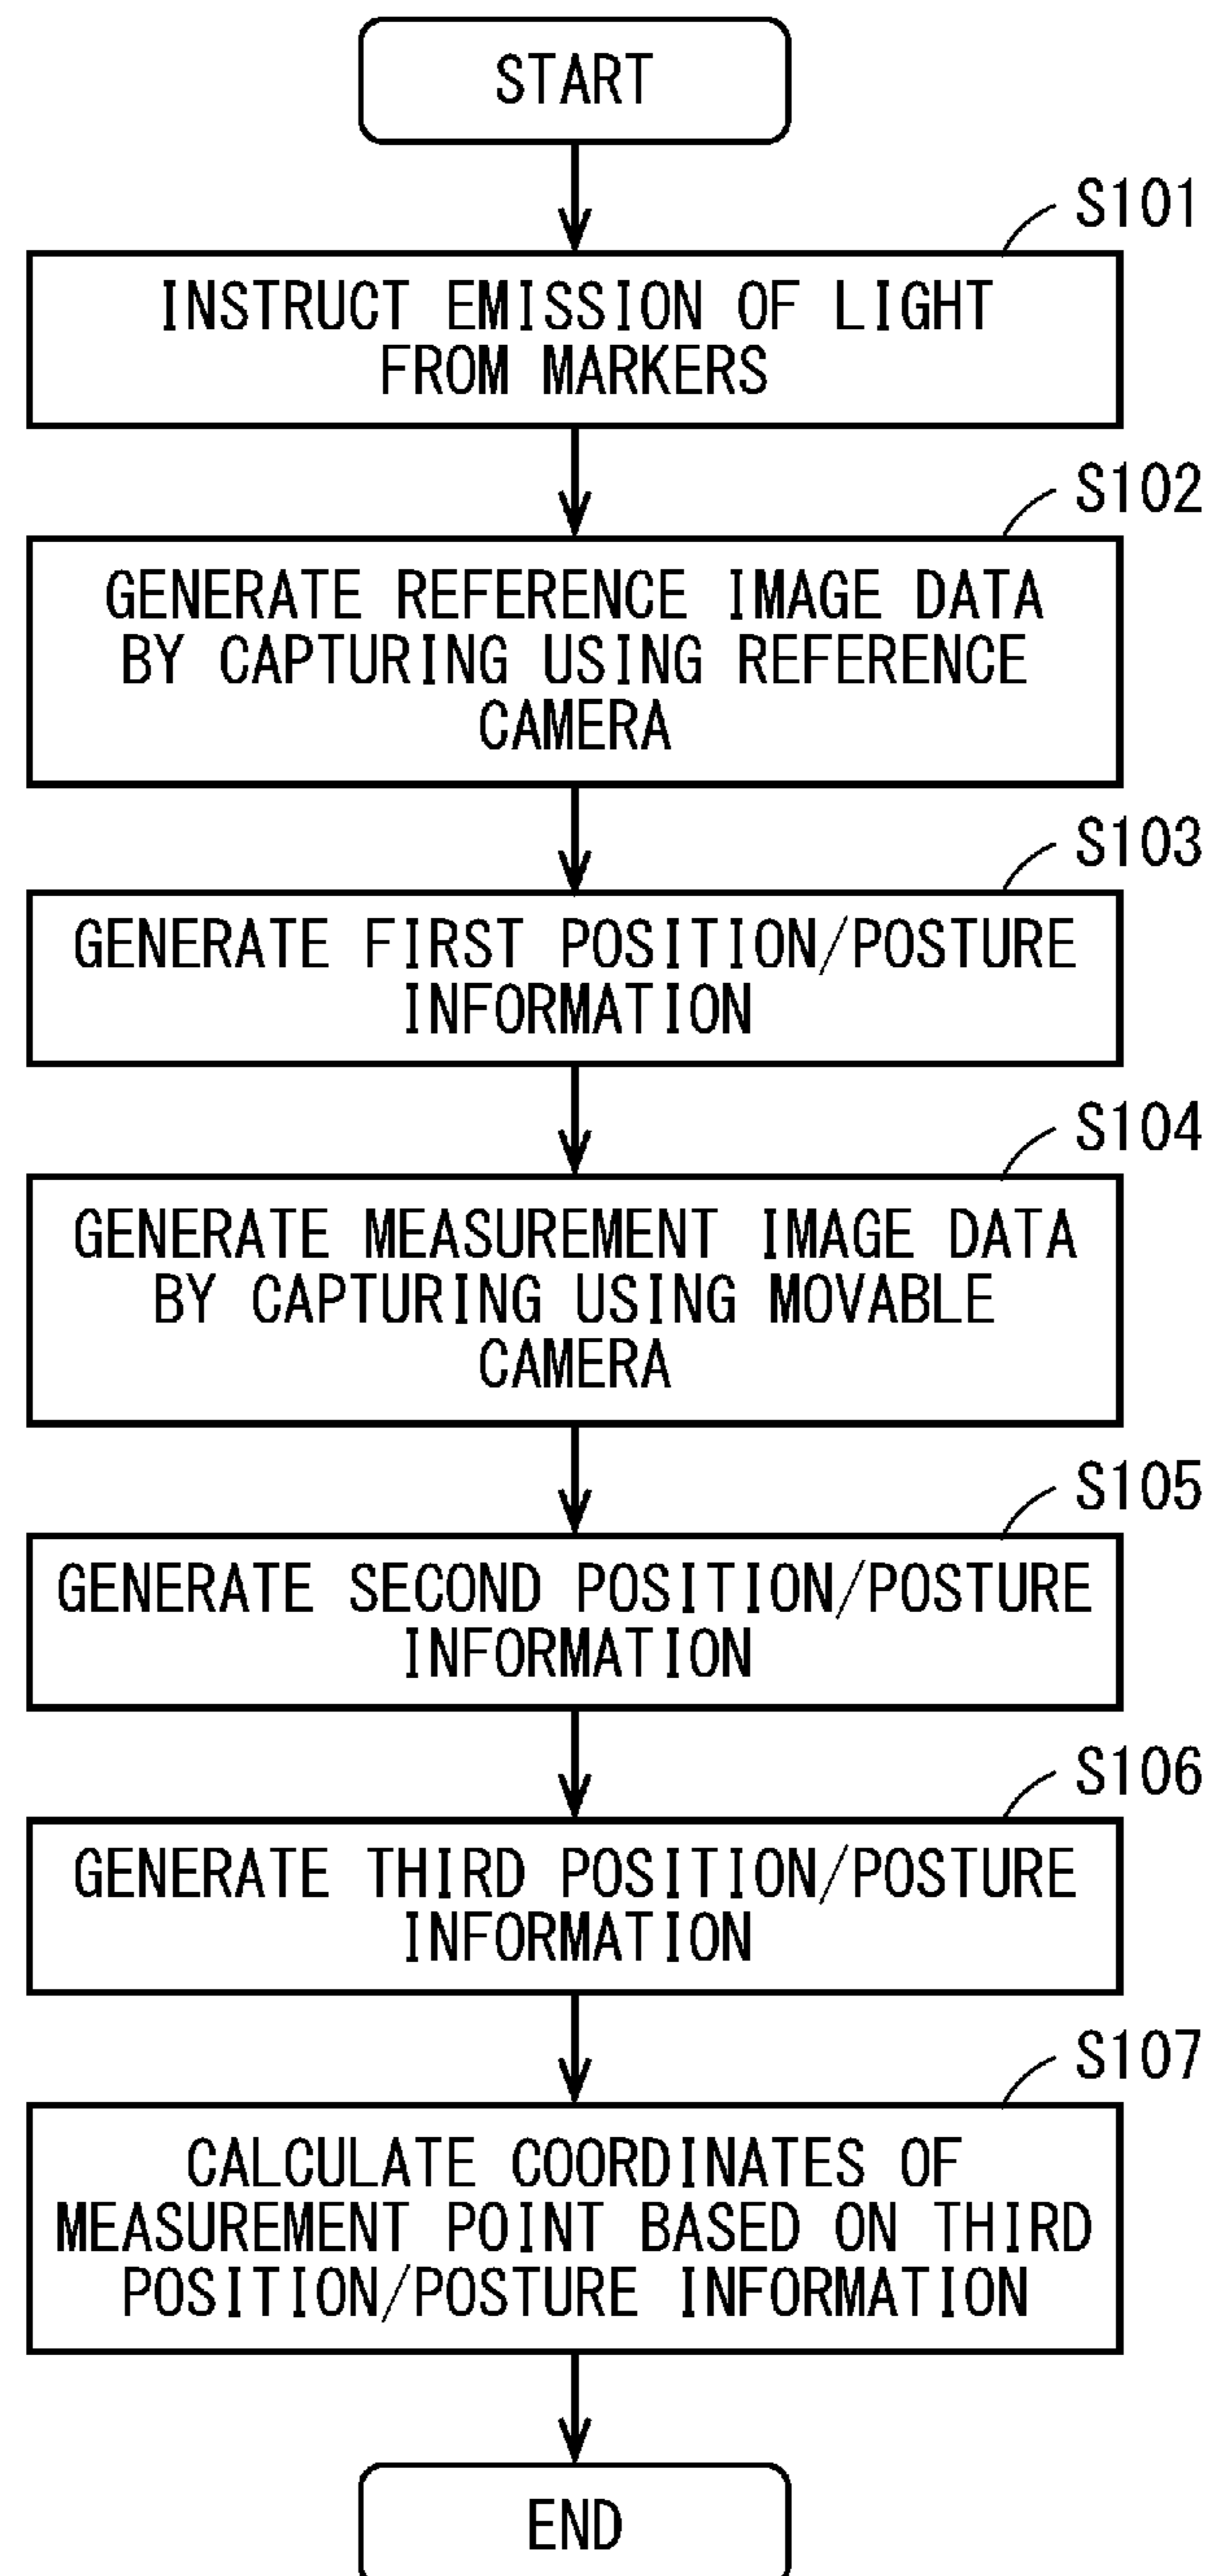 START
S101
INSTRUCT EMISSION OF LIGHT
FROM MARKERS
S102
GENERATE REFERENCE IMAGE DATA
BY CAPTURING USING REFERENCE
CAMERA
S103
GENERATE FIRST POSITION/POSTURE
INFORMATION
S104
GENERATE MEASUREMENT IMAGE DATA
BY CAPTURING USING MOVABLE
CAMERA
S105
GENERATE SECOND POSITION/POSTURE
INFORMATION
S106
GENERATE THIRD POSITION/POSTURE
INFORMATION
S107
CALCULATE COORDINATES OF
MEASUREMENT POINT BASED ON THIRD
POSITION/POSTURE INFORMATION
END